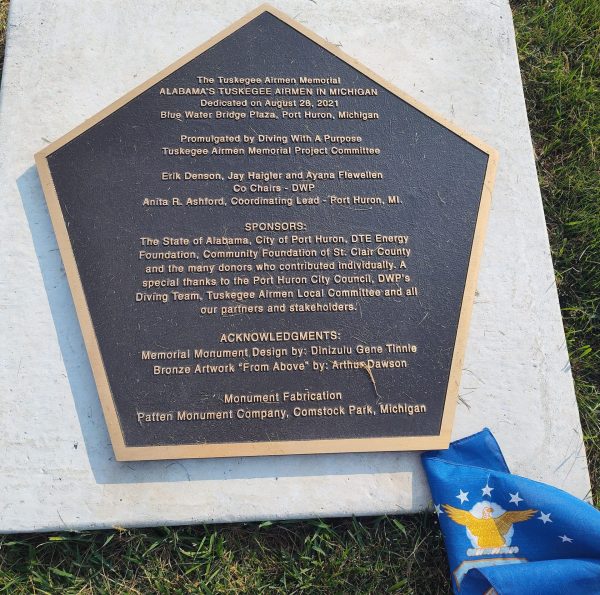 The Tuskegee Airmen Memorial
ALABAMA'S TUSKEGEE AIRMEN IN MICHIGAN
Dedicated on August 28, 2021
Blue Water Bridge Plaza, Port Huron, Michigan
Promulgated by Diving With A Purpose
Tuskegee Airmen Memorial Project Committee
Erik Denson, Jay Haigler and Ayana Flewellen
Co Chairs - DWP
Anita R. Ashford, Coordinating Lead - Port Huron, MI.
SPONSORS:
The State of Alabama, City of Port Huron, DTE Energy
Foundation, Community Foundation of St. Clair County
and the many donors who contributed individually. A
special thanks to the Port Huron City Council, DWP's
Diving Team, Tuskegee Airmen Local Committee and all
our partners and stakeholders.
ACKNOWLEDGMENTS:
Memorial Monument Design by: Dinizulu Gene Tinnie
Bronze Artwork "From Above" by: Arthur Dawson
Monument Fabrication
Patten Monument Company, Comstock Park, Michigan